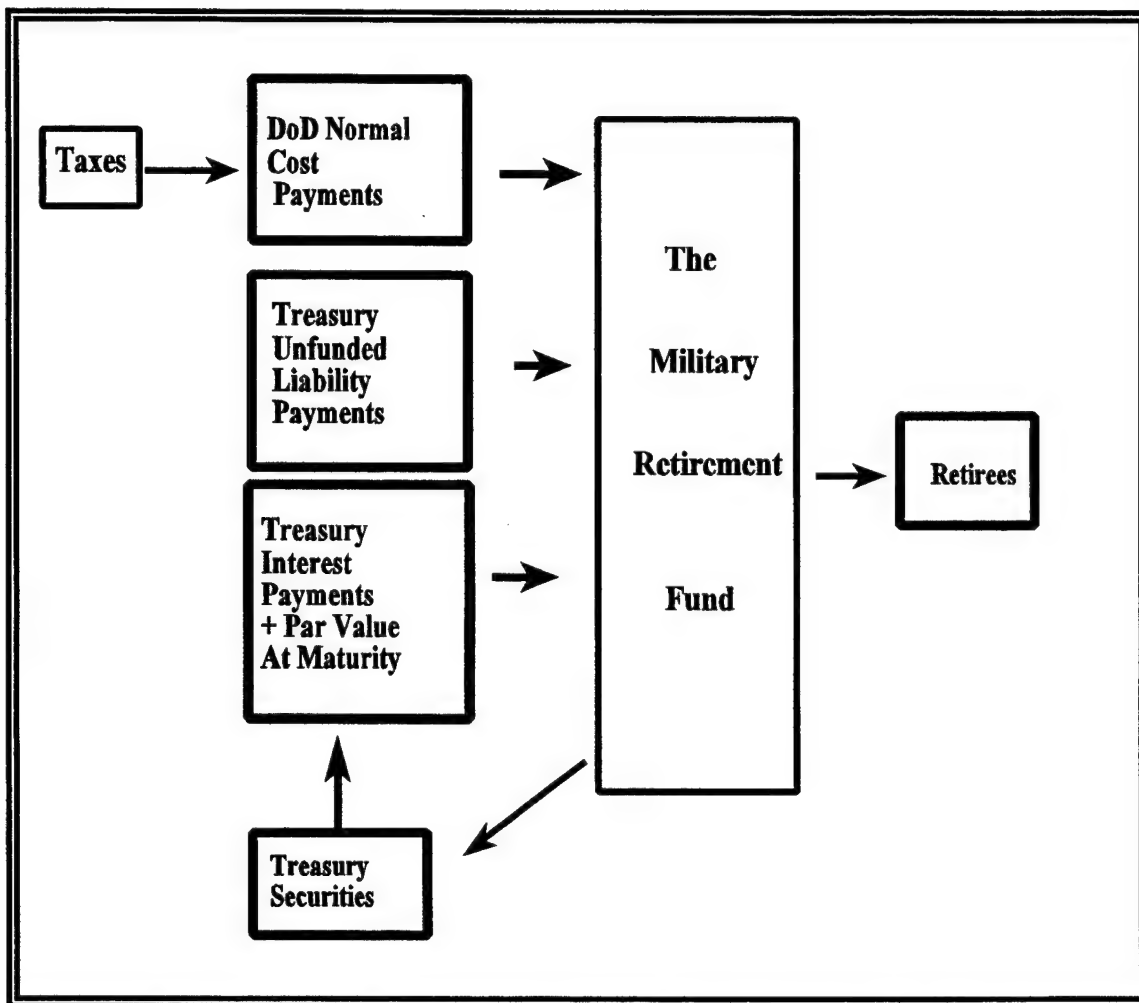 Taxes
DoD Normal
Cost
Payments
Treasury
Unfunded
Liability
Payments
Treasury
Interest
Payments
+ Par Value
At Maturity
Treasury
Securities
The
Military
Retirement
Fund
Retirees